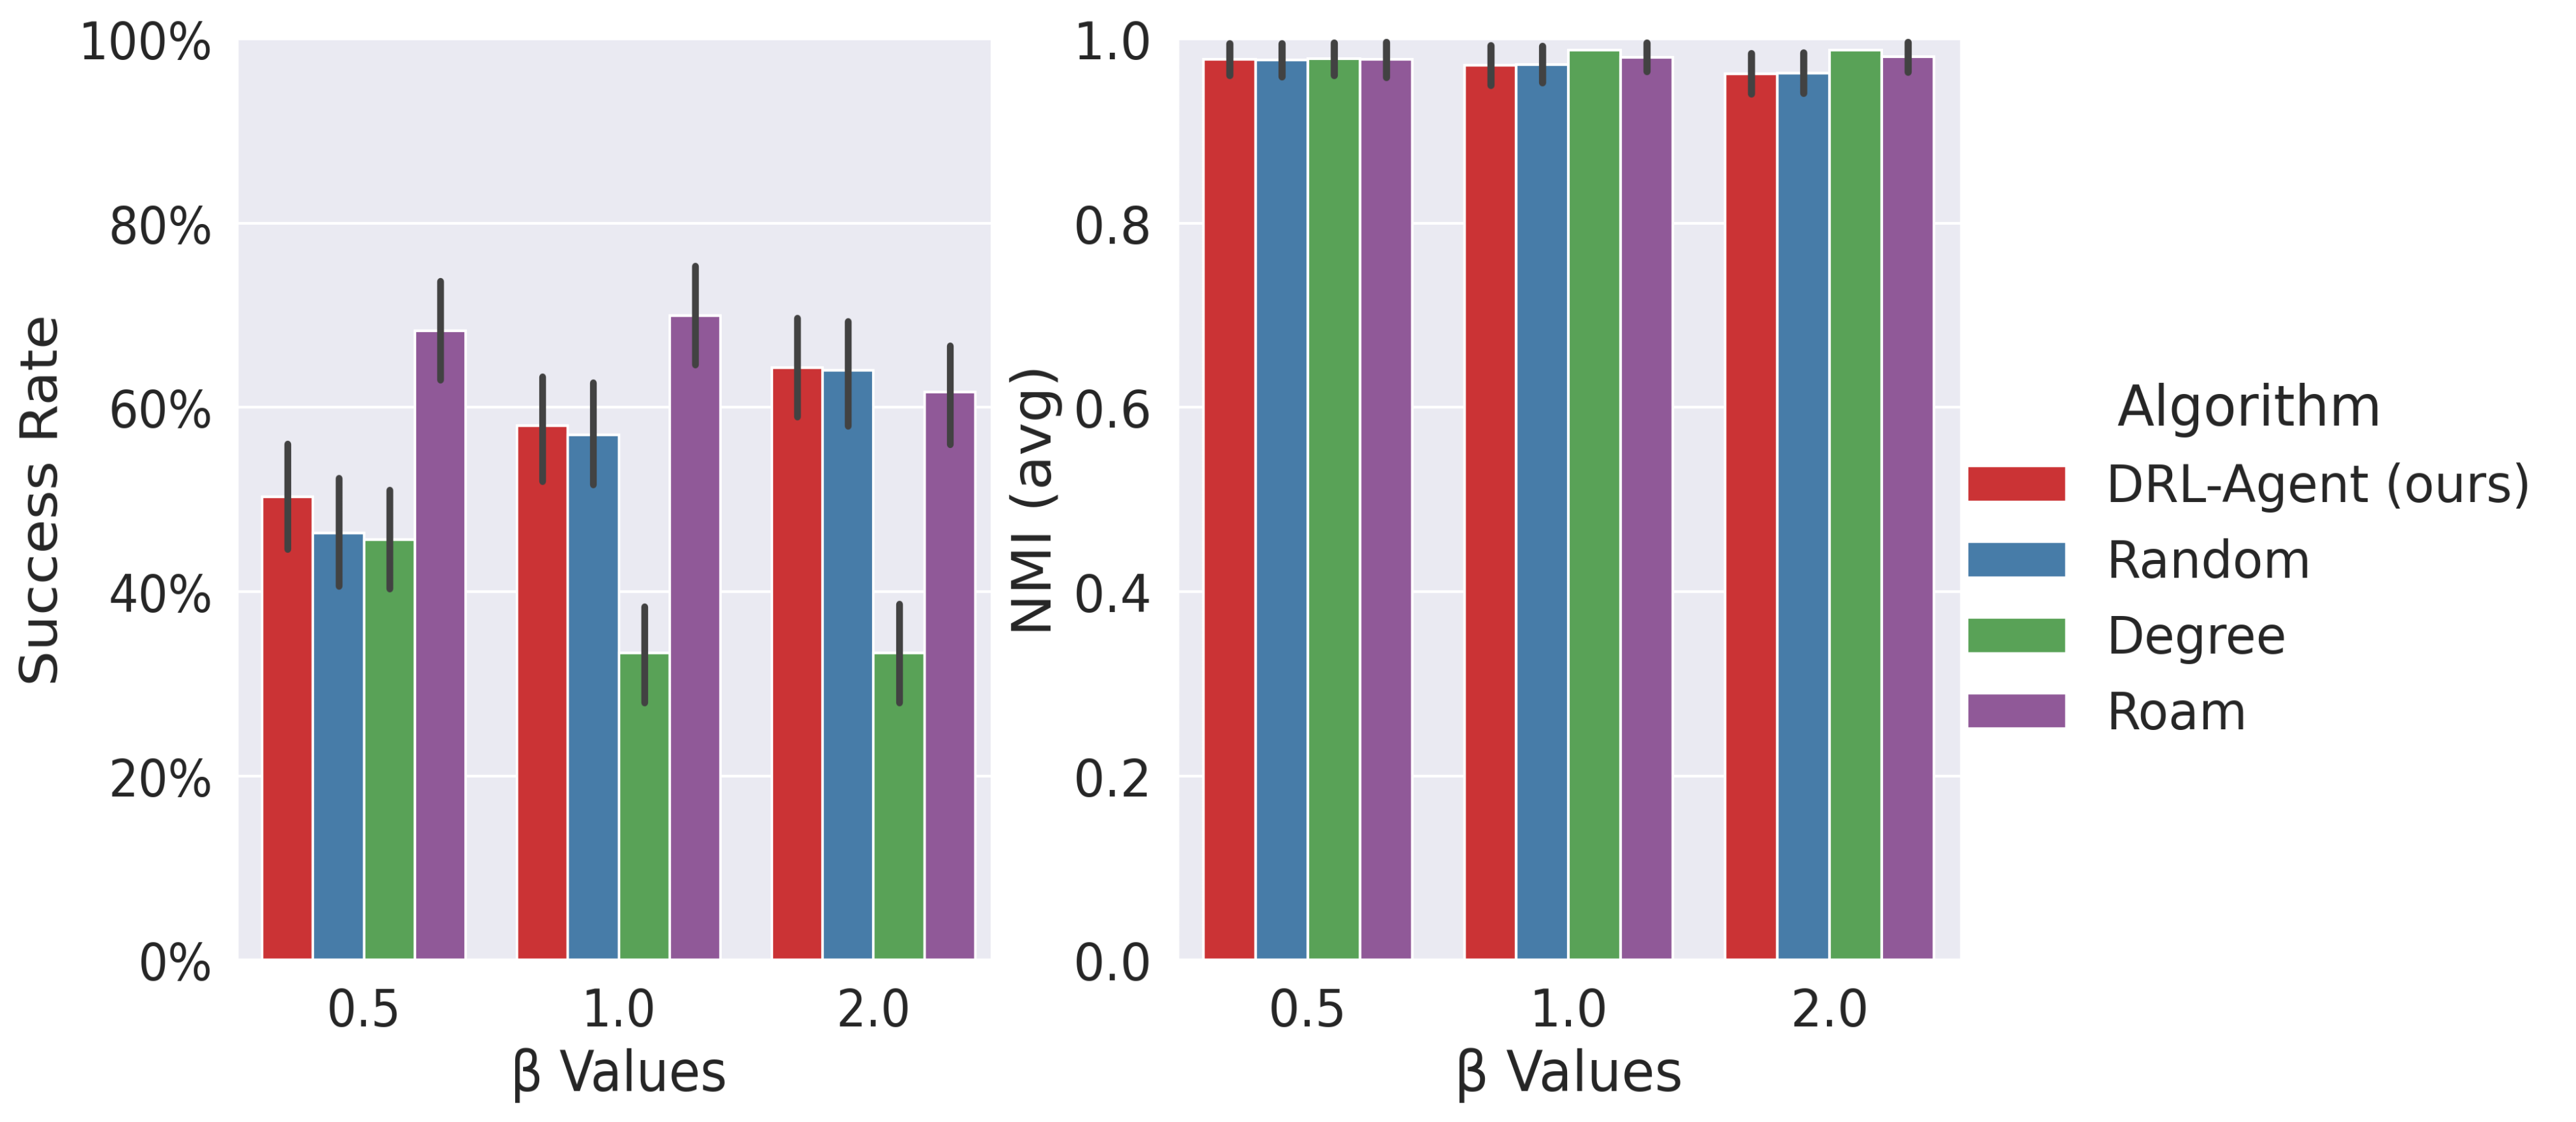 100%
80%
60%
40%
20%
0%
Success Rate
0.5 1.0 2.0
β Values
1.0
0.8
0.6
0.4
0.2
0.0
NMI (avg)
0.5 1.0 2.0
β Values
Algorithm
DRL-Agent (ours)
Random
Degree
Roam